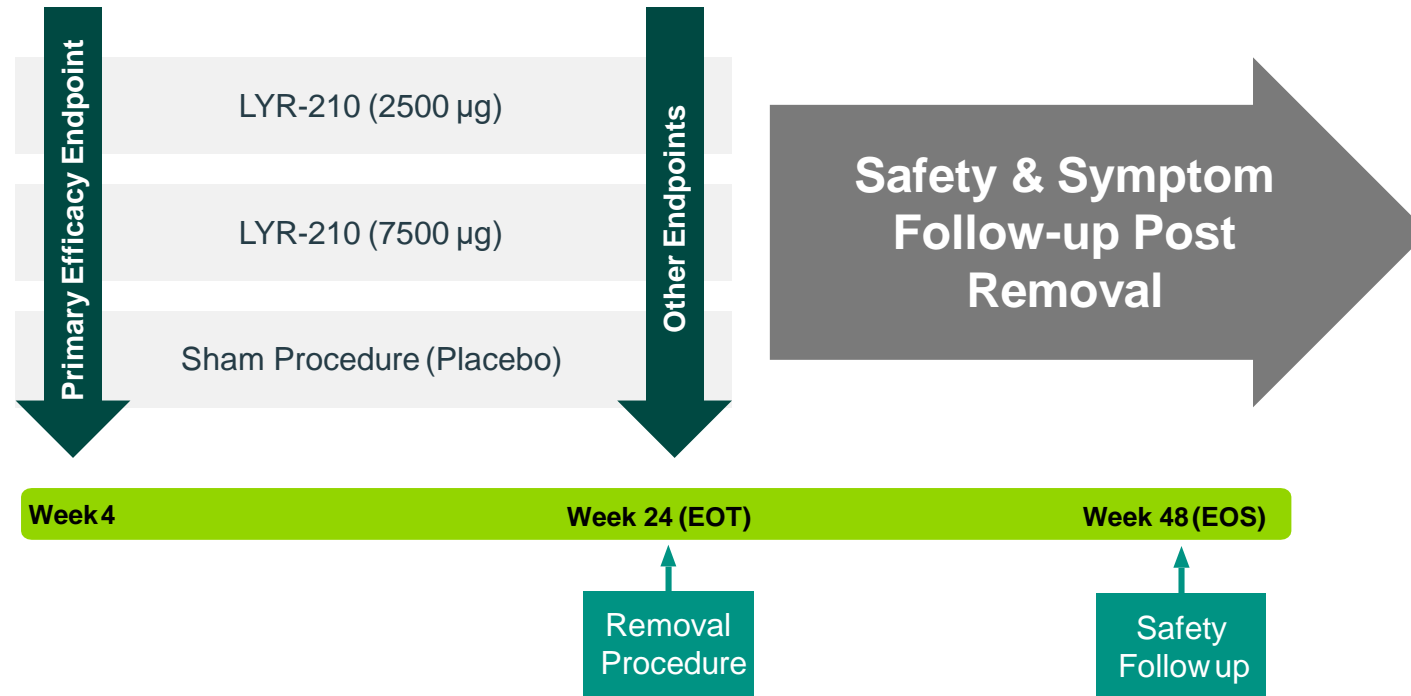 Primary Efficacy Endpoint
LYR-210 (2500 µg)
LYR-210 (7500 µg)
Sham Procedure (Placebo)
Other Endpoints
Safety & Symptom
Follow-up Post
Removal
Week 4
Week 24 (EOT)
Week 48 (EOS)
Removal
Procedure
Safety
Follow up